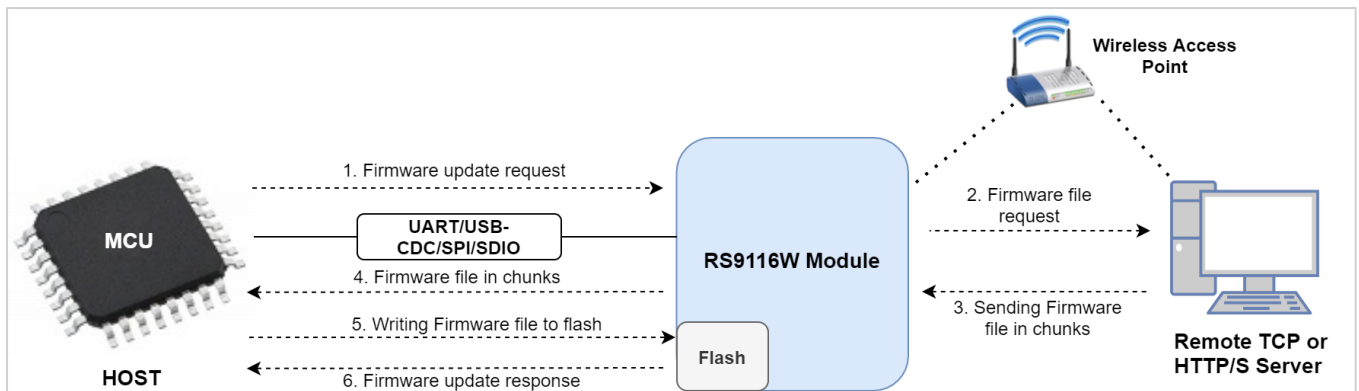 Wireless Access
Point
1. Firmware update request
MCU
UART/USB-
CDC/SPI/SDIO
RS9116W Module
2. Firmware file
request
4. Firmware file in chunks
3. Sending Firmware
file in chunks
5. Writing Firmware file to flash
Flash
6. Firmware update response
HOST
Remote TCP or
HTTP/S Server